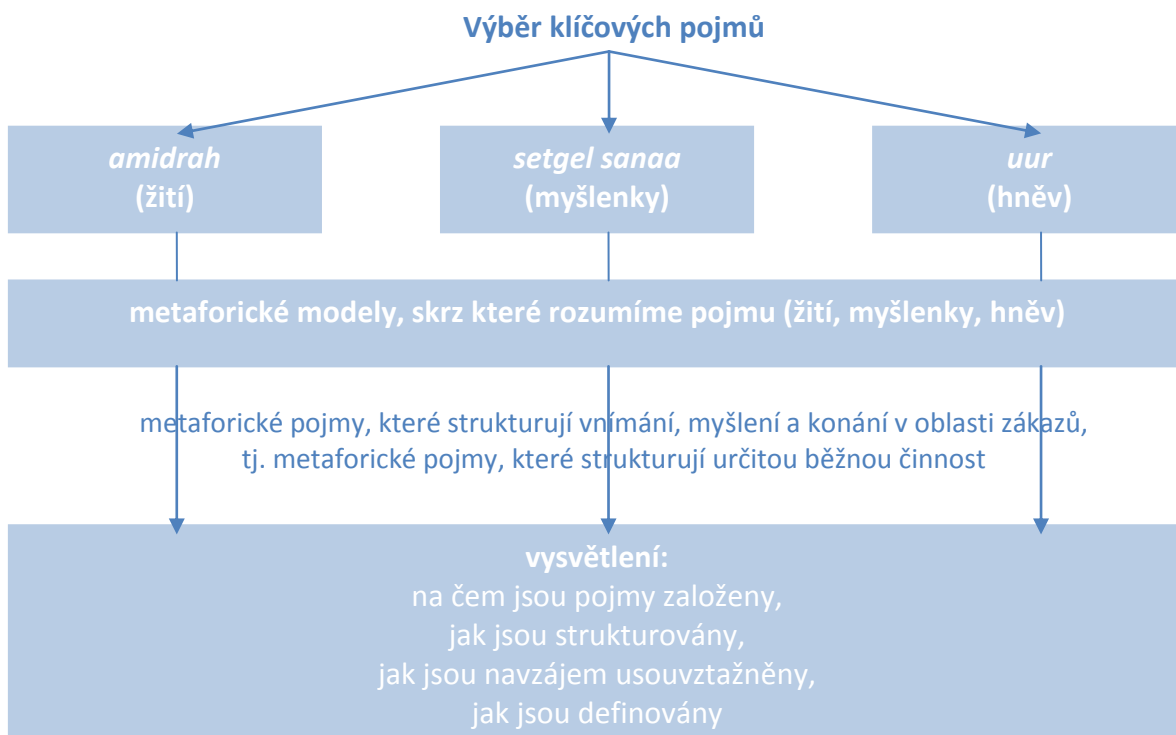 Výběr klíčových pojmů
amidrah
(žití)
setgel sanaa
(myšlenky)
uur
(hněv)
metaforické modely, skrz které rozumíme pojmu (žití, myšlenky, hněv)
metaforické pojmy, které strukturují vnímání, myšlení a konání v oblasti zákazů,
tj. metaforické pojmy, které strukturují určitou běžnou činnost
vysvětlení:
na čem jsou pojmy založeny,
jak jsou strukturovány,
jak jsou navzájem usouvztažněny,
jak jsou definovány